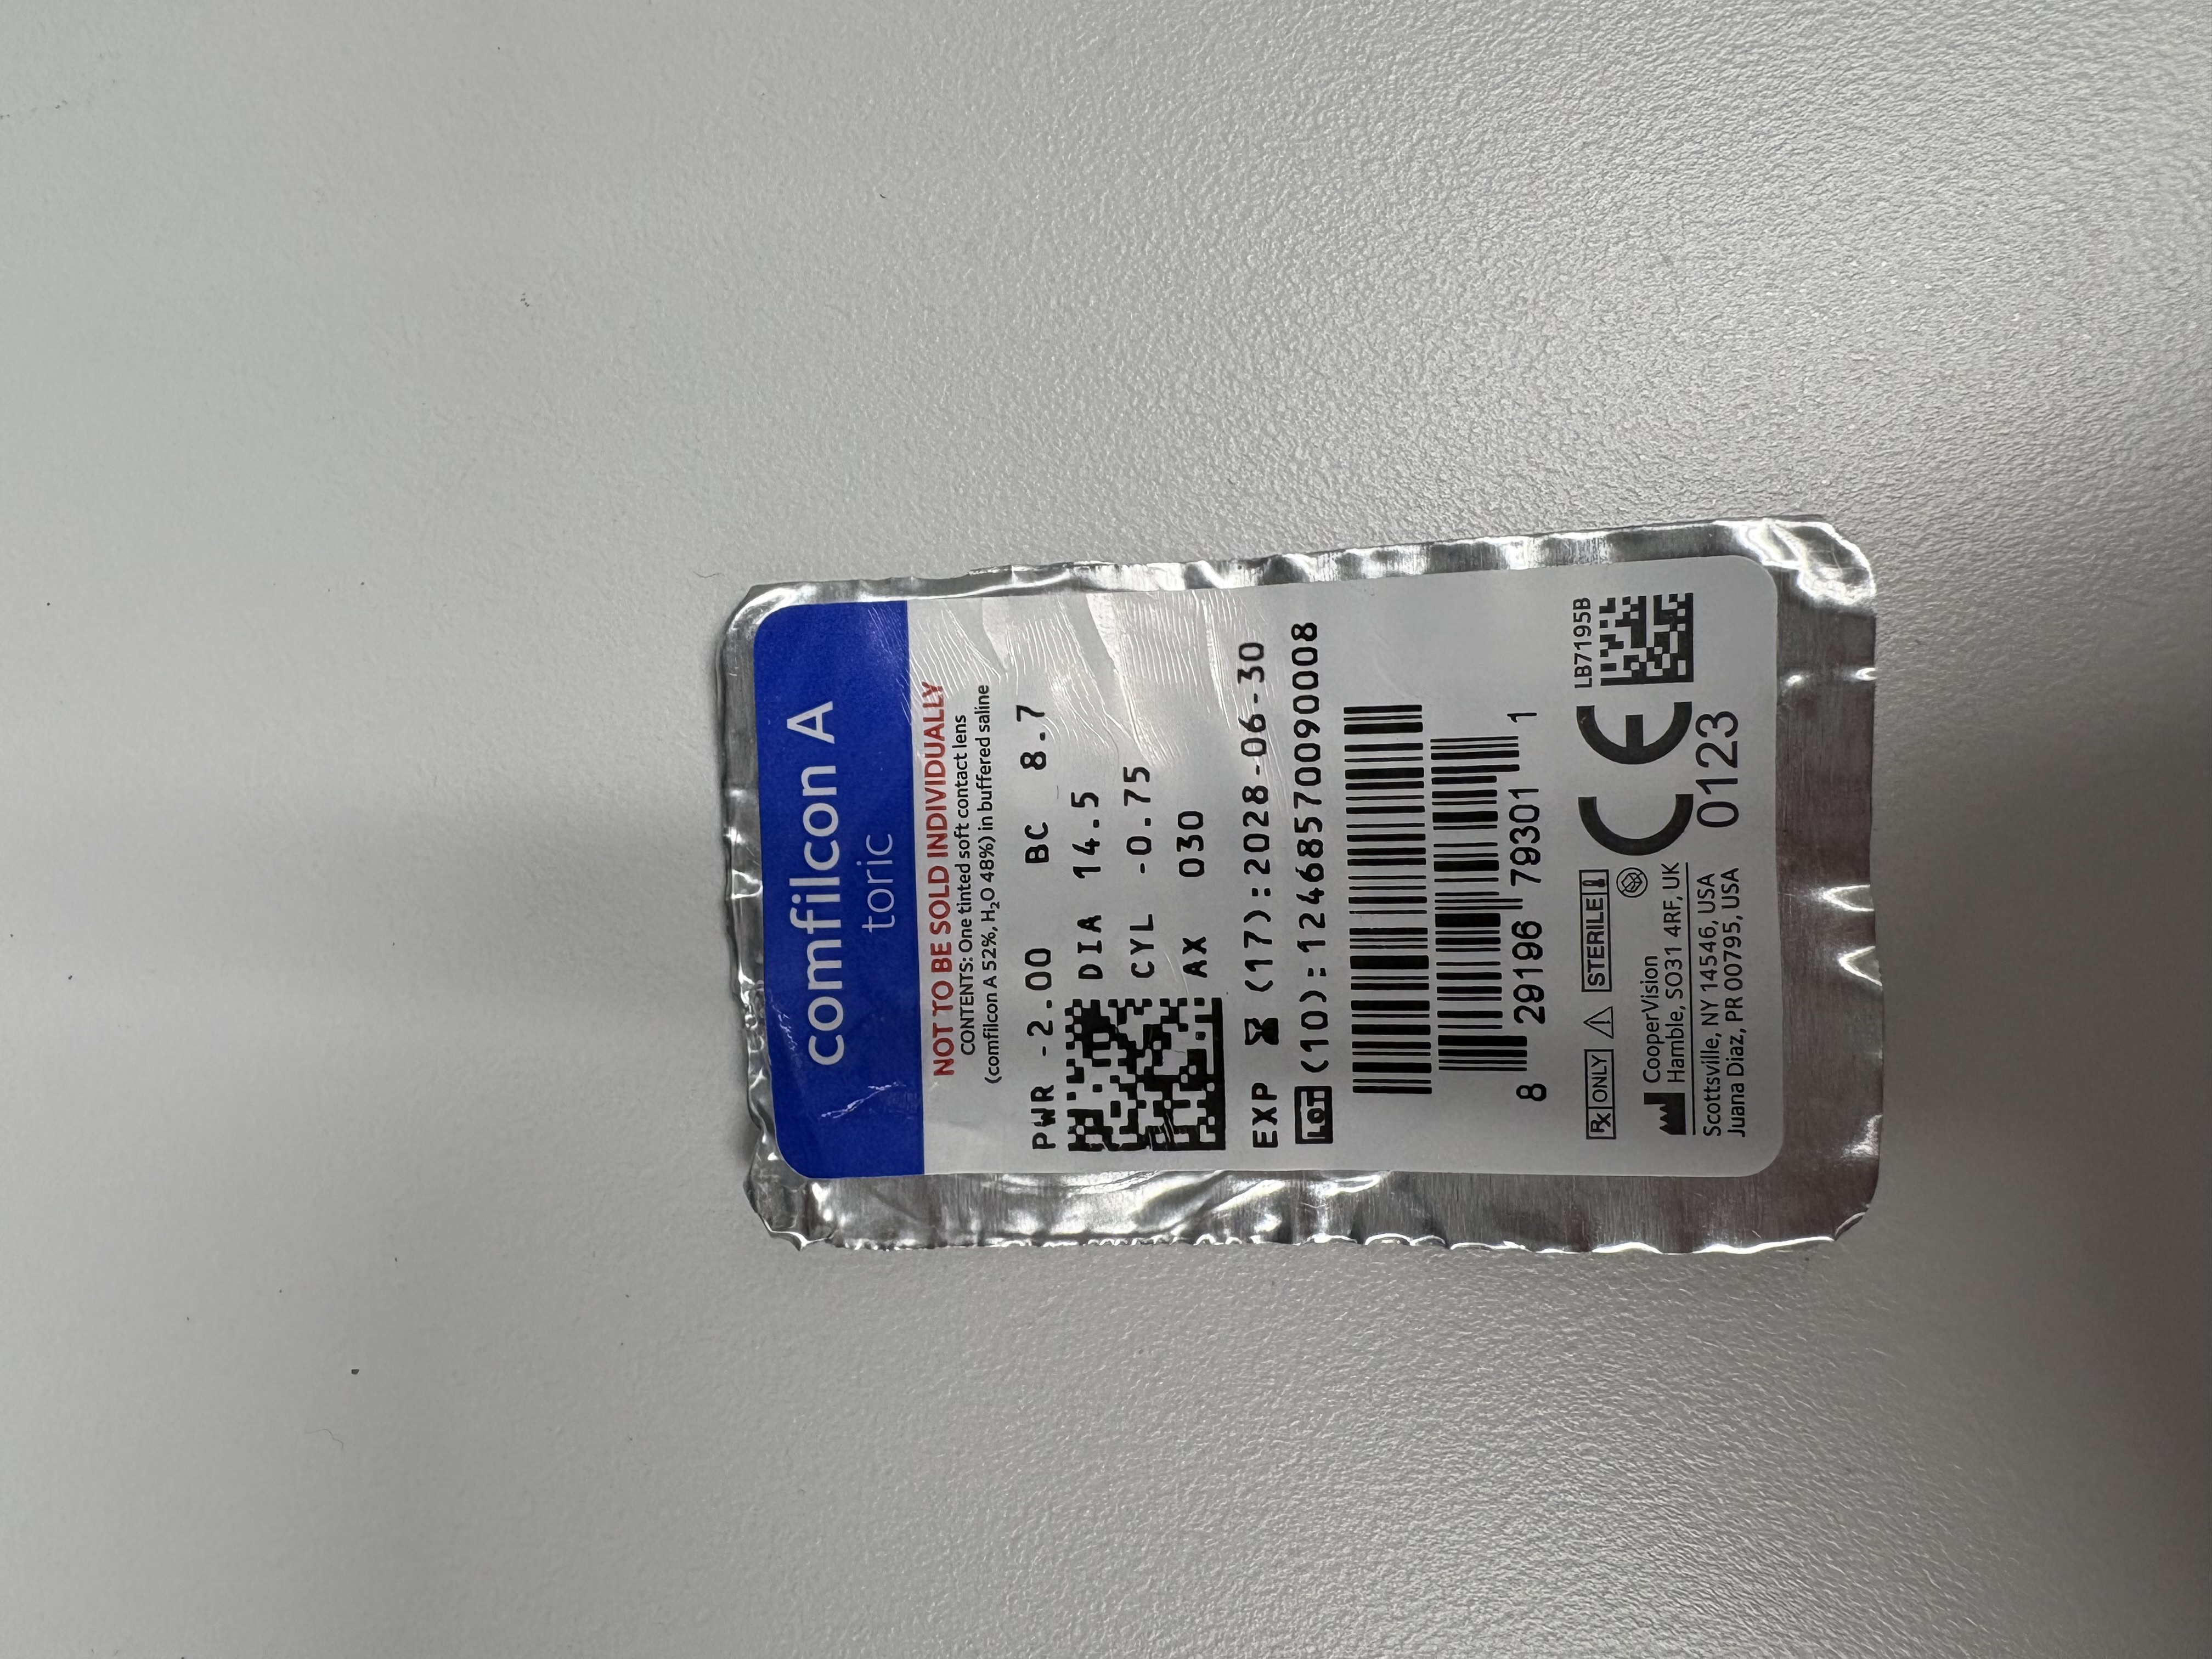 comfilcon A
toric
NOT TO BE SOLD INDIVIDUALLY
CONTENTS: One tinted soft contact lens
(comfilcon A 52%, H₂O 48%) in buffered saline
PWR -2.00 BC 8.7
DIA 14.5
CYL -0.75
AX 030
EXP (17):2028-06-30
LOT (10):12468570090008
8 29196 79301 1
Rx ONLY STERILE
LB7195B
CooperVision
Hamble, SO31 4RF, UK
Scottsville, NY 14546, USA
Juana Diaz, PR 00795, USA
CE
0123